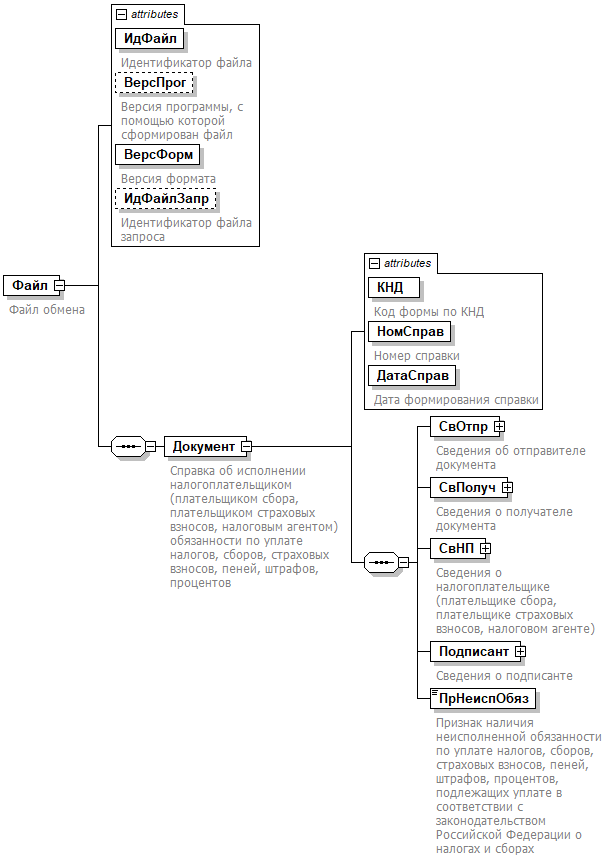 attributes
ИдФайл
Идентификатор файла
ВерсПрог
Версия программы, с
помощью которой
сформирован файл
ВерсФорм
Версия формата
ИдФайлЗапр
Идентификатор файла
запроса
Файл
Файл обмена
attributes
КНД
Код формы по КНД
НомСправ
Номер справки
ДатаСправ
Дата формирования справки
Документ
Справка об исполнении
налогоплательщиком
(плательщиком сбора,
плательщиком страховых
взносов, налоговым агентом)
обязанности по уплате
налогов, сборов, страховых
взносов, пеней, штрафов,
процентов
СвОтпр
Сведения об отправителе
документа
СвПолуч
Сведения о получателе
документа
СвНП
Сведения о
налогоплательщике
(плательщике сбора,
плательщике страховых
взносов, налоговом агенте)
Подписант
Сведения о подписанте
ПрНеиспОбяз
Признак наличия
неисполненной обязанности
по уплате налогов, сборов,
страховых взносов, пеней,
штрафов, процентов,
подлежащих уплате в
соответствии с
законодательством
Российской Федерации о
налогах и сборах